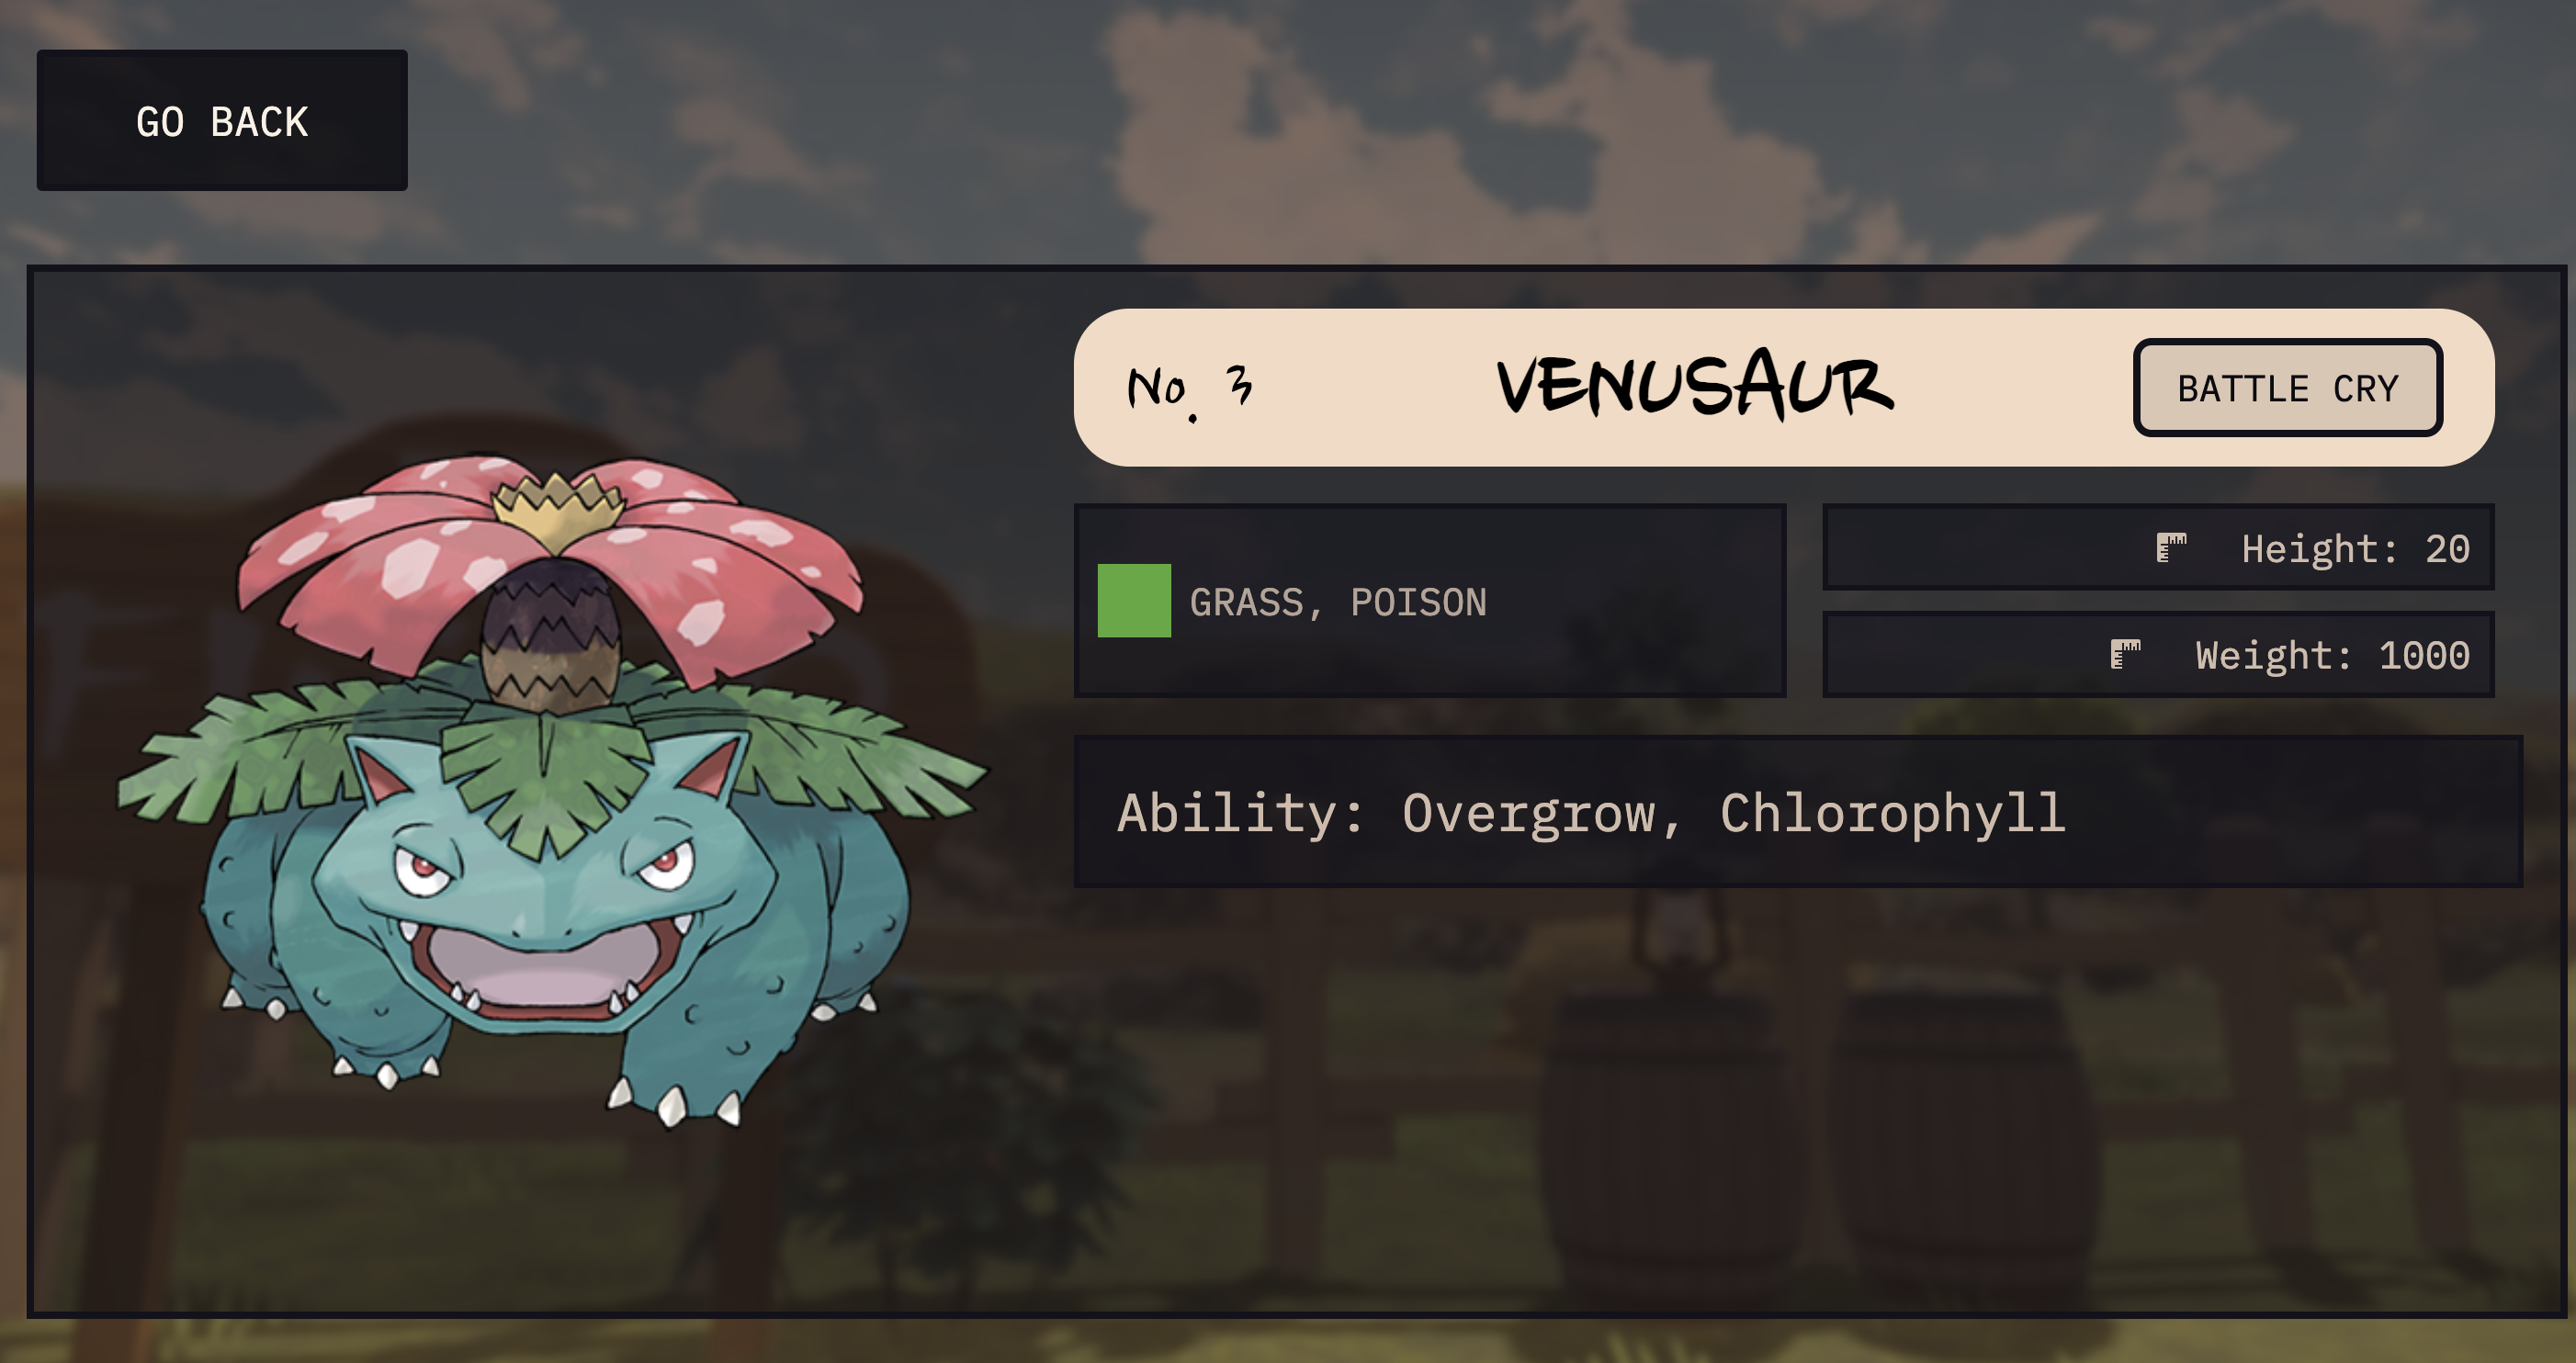 GO BACK
No. 3
VENUSAUR
BATTLE CRY
GRASS, POISON
Height: 20
Weight: 1000
Ability: Overgrow, Chlorophyll